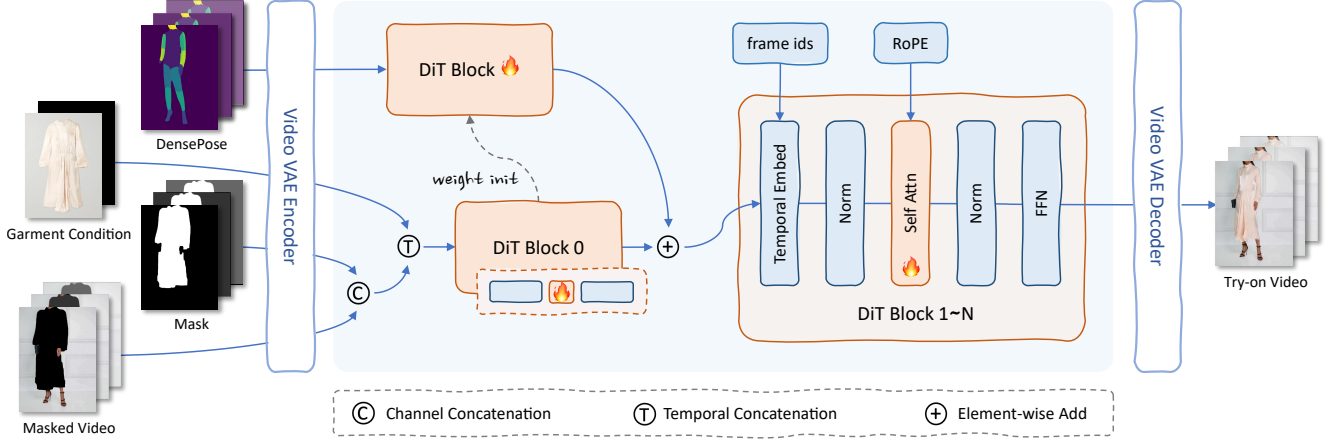 DensePose
Garment Condition
Mask
Masked Video
Video VAE Encoder
DiT Block
weight init
T
C
DiT Block 0
+
frame ids
RoPE
Temporal Embed
Norm
Self Attn
Norm
FFN
DiT Block 1~N
Video VAE Decoder
Try-on Video
C Channel Concatenation
T Temporal Concatenation
+ Element-wise Add